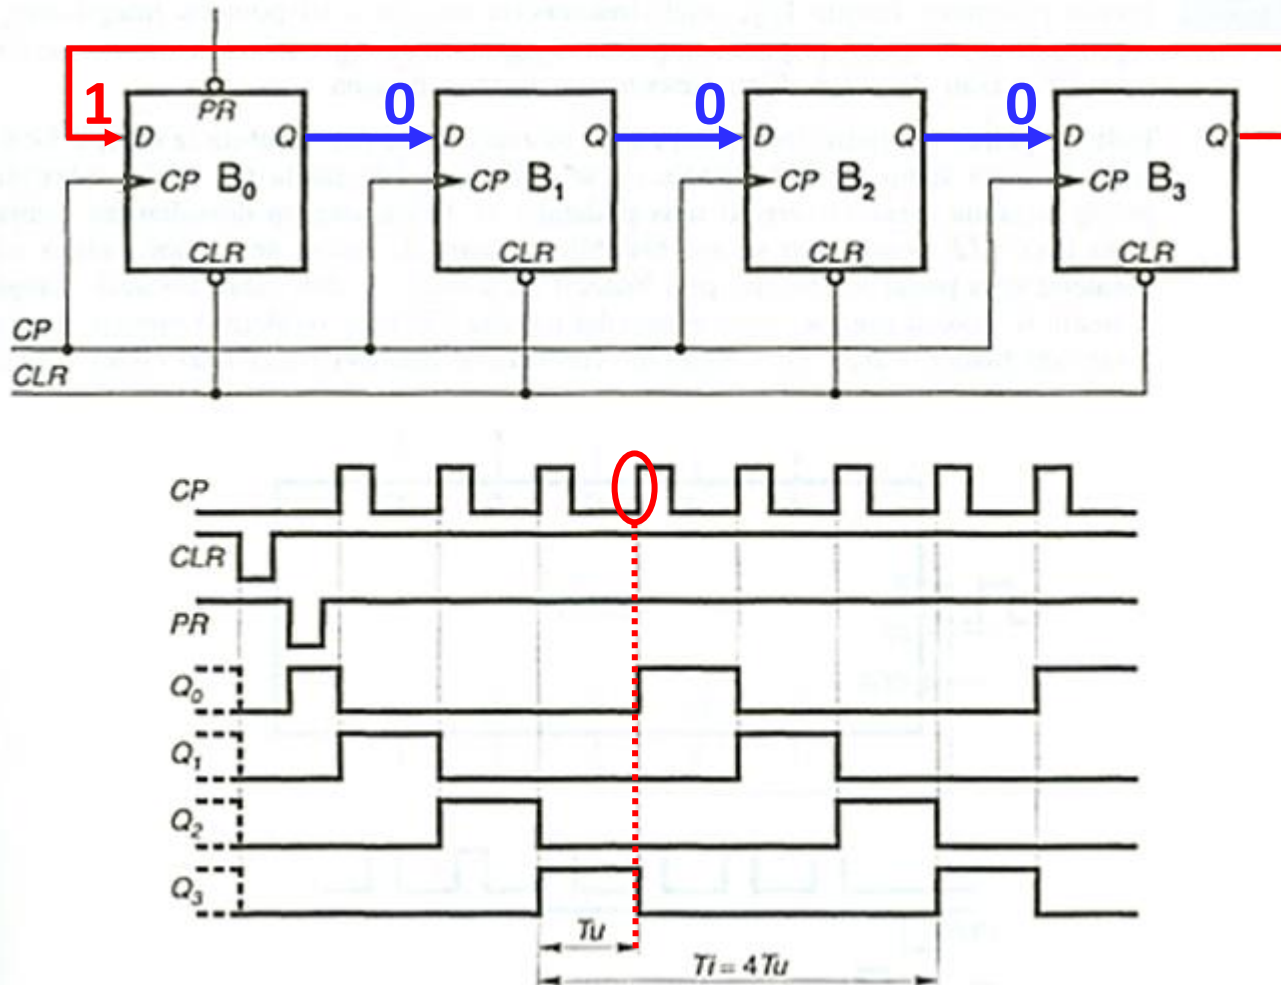 1 0 0 0
PR
D Q D Q D Q D Q
CP B0 CP B1 CP B2 CP B3
CLR CLR CLR CLR
CP
CLR
CP
CLR
PR
Q0
Q1
Q2
Q3
Tu
Ti = 4Tu